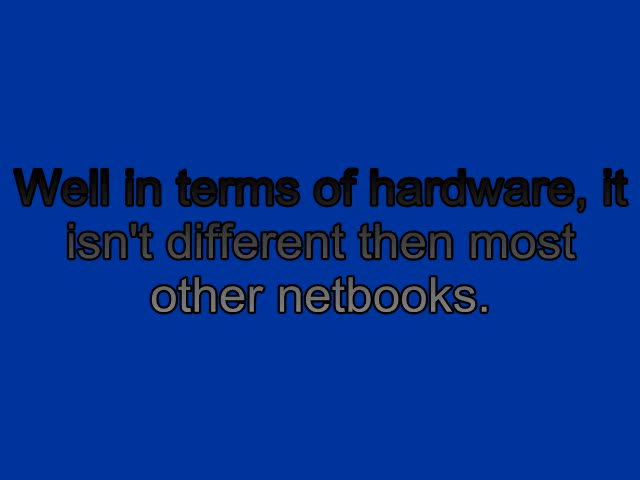 Well in terms of hardware, it
isn't different then most
other netbooks.